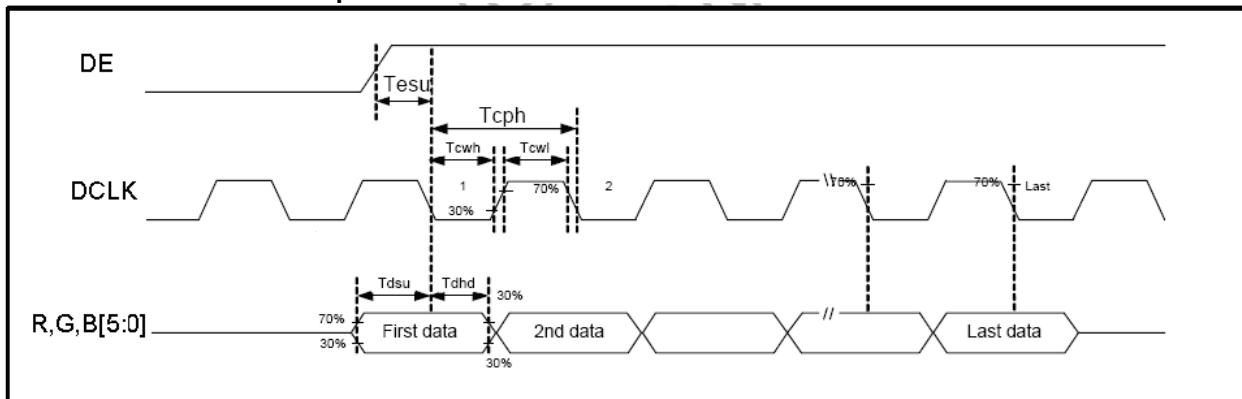 DE
Tesu
Tcph
Tcwh
Tcwl
DCLK
1
70%
2
30%
70%
70%
Last
Tdsu
Tdhd
30%
R,G,B[5:0]
70%
First data
2nd data
//
Last data
30%
30%